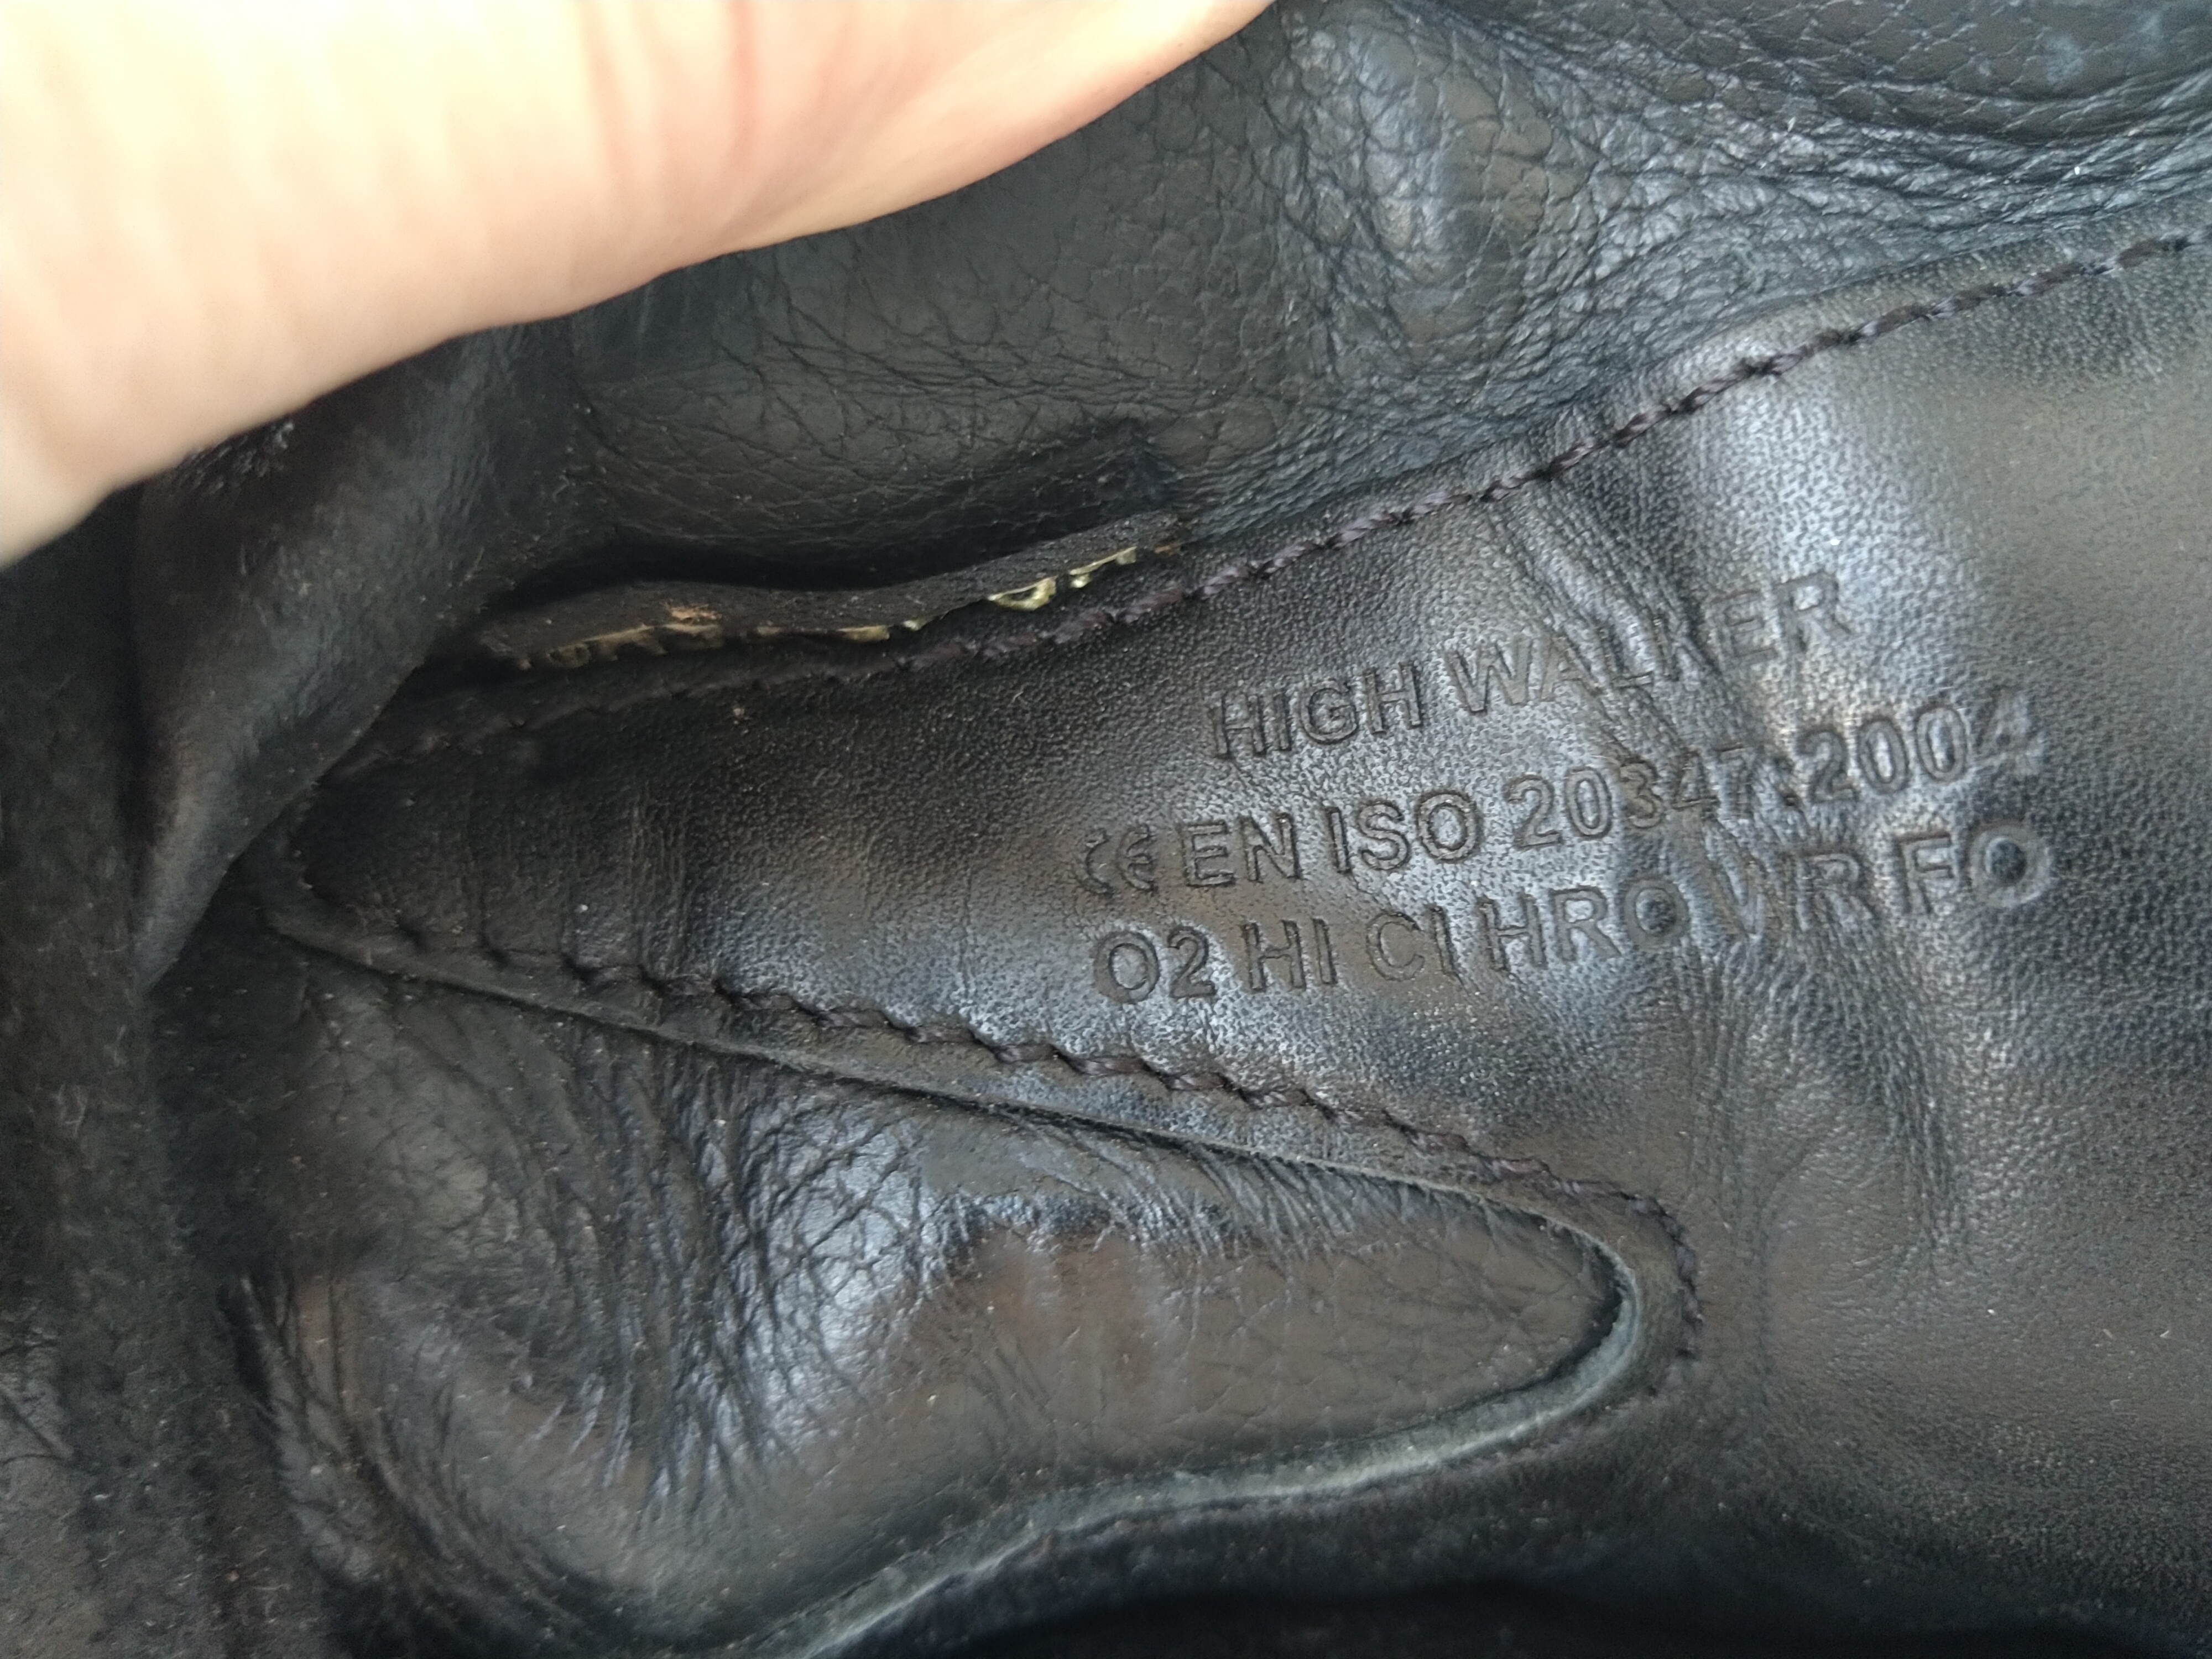 HIGH WALKER
CE EN ISO 20347:2004
O2 HI CI HRO WR FO